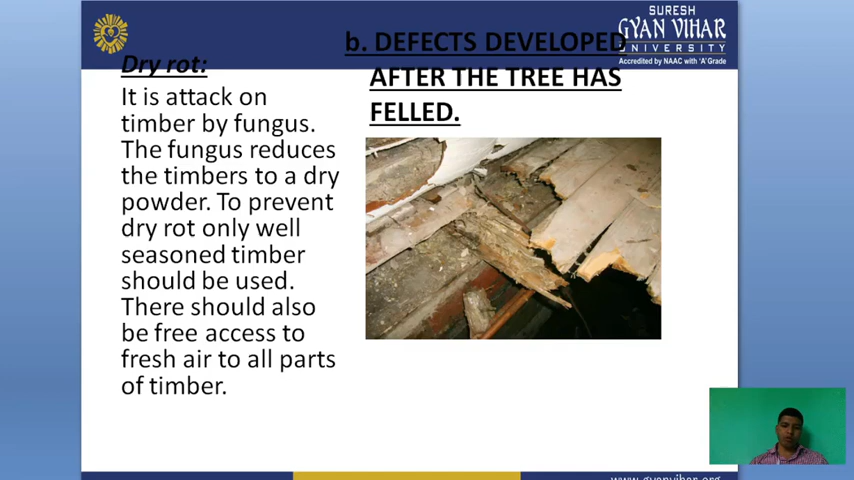 SURESH
GYAN VIHAR
UNIVERSITY
Accredited by NAAC with 'A' Grade
b. DEFECTS DEVELOPED
AFTER THE TREE HAS
FELLED.
Dry rot:
It is attack on
timber by fungus.
The fungus reduces
the timbers to a dry
powder. To prevent
dry rot only well
seasoned timber
should be used.
There should also
be free access to
fresh air to all parts
of timber.
www.gyanvihar.org